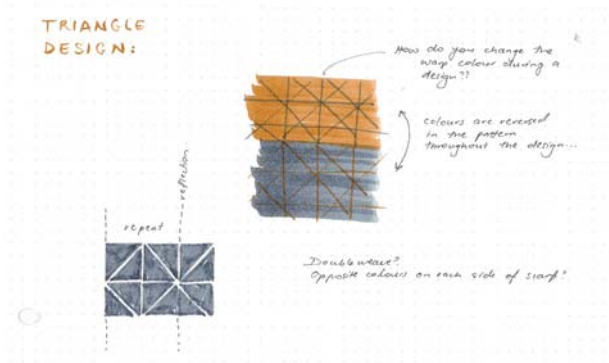 TRIANGLE
DESIGN:
How do you change the
warp colour during a
design??
colours are reversed
in the pattern
throughout the design...
reflection
repeat
Doubleweave?
Opposite colours on each side of scarf?